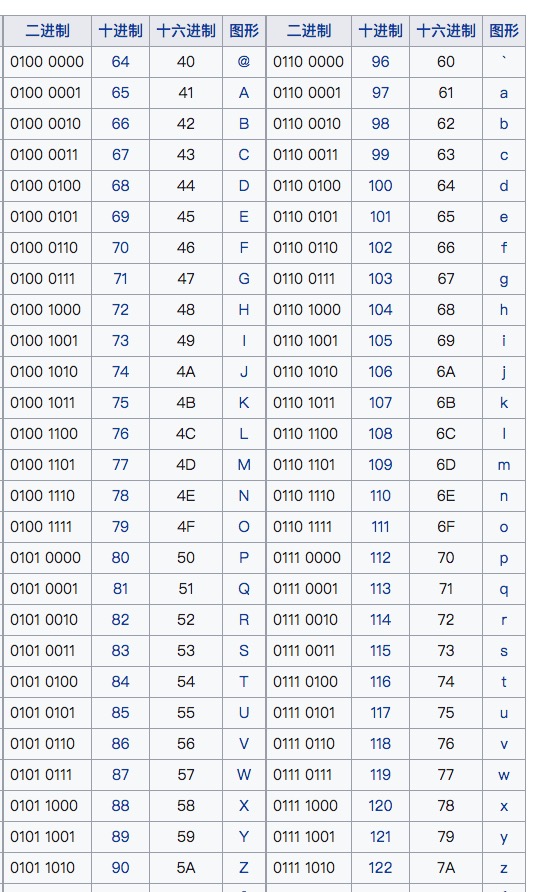 二进制 十进制 十六进制 图形 二进制 十进制 十六进制 图形
0100 0000 64 40 @ 0110 0000 96 60 `
0100 0001 65 41 A 0110 0001 97 61 a
0100 0010 66 42 B 0110 0010 98 62 b
0100 0011 67 43 C 0110 0011 99 63 c
0100 0100 68 44 D 0110 0100 100 64 d
0100 0101 69 45 E 0110 0101 101 65 e
0100 0110 70 46 F 0110 0110 102 66 f
0100 0111 71 47 G 0110 0111 103 67 g
0100 1000 72 48 H 0110 1000 104 68 h
0100 1001 73 49 I 0110 1001 105 69 i
0100 1010 74 4A J 0110 1010 106 6A j
0100 1011 75 4B K 0110 1011 107 6B k
0100 1100 76 4C L 0110 1100 108 6C l
0100 1101 77 4D M 0110 1101 109 6D m
0100 1110 78 4E N 0110 1110 110 6E n
0100 1111 79 4F O 0110 1111 111 6F o
0101 0000 80 50 P 0111 0000 112 70 p
0101 0001 81 51 Q 0111 0001 113 71 q
0101 0010 82 52 R 0111 0010 114 72 r
0101 0011 83 53 S 0111 0011 115 73 s
0101 0100 84 54 T 0111 0100 116 74 t
0101 0101 85 55 U 0111 0101 117 75 u
0101 0110 86 56 V 0111 0110 118 76 v
0101 0111 87 57 W 0111 0111 119 77 w
0101 1000 88 58 X 0111 1000 120 78 x
0101 1001 89 59 Y 0111 1001 121 79 y
0101 1010 90 5A Z 0111 1010 122 7A z